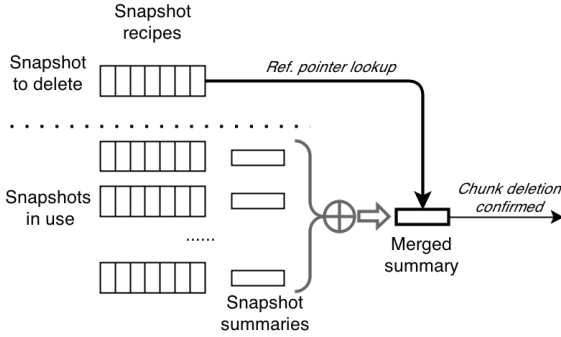 Snapshot
recipes
Snapshot
to delete
Ref. pointer lookup
Snapshots
in use
......
Chunk deletion
confirmed
Merged
summary
Snapshot
summaries